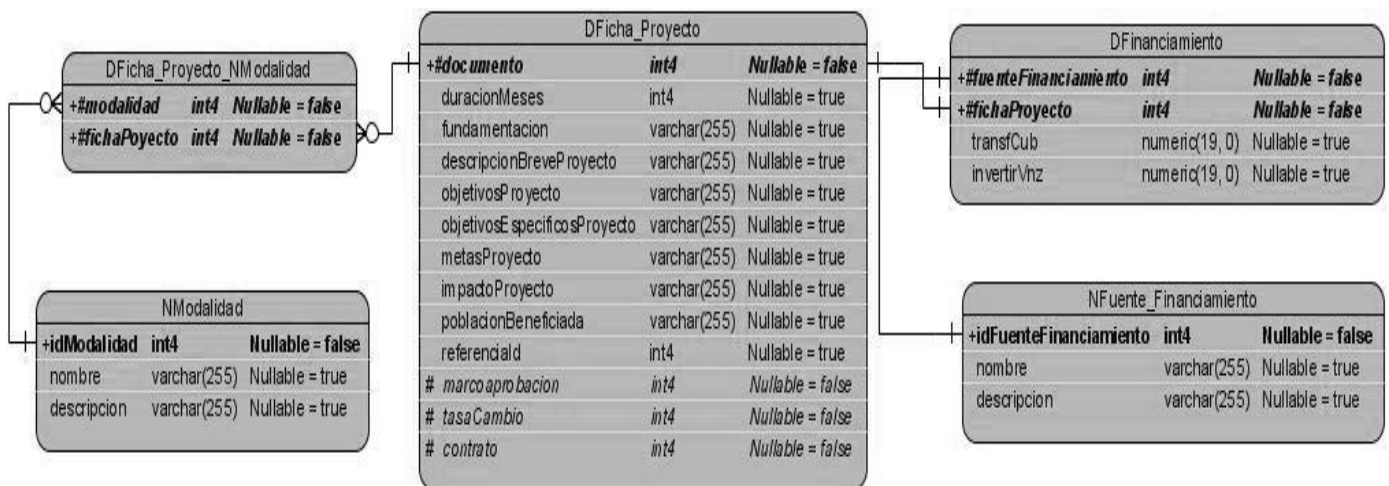 DFicha_Proyecto_NModalidad
+#modalidad int4 Nullable = false
+#fichaPoyecto int4 Nullable = false
NModalidad
+idModalidad int4 Nullable = false
nombre varchar(255) Nullable = true
descripcion varchar(255) Nullable = true
DFicha_Proyecto
+#documento int4 Nullable = false
duracionMeses int4 Nullable = true
fundamentacion varchar(255) Nullable = true
descripcionBreveProyecto varchar(255) Nullable = true
objetivosProyecto varchar(255) Nullable = true
objetivosEspecificosProyecto varchar(255) Nullable = true
metasProyecto varchar(255) Nullable = true
impactoProyecto varchar(255) Nullable = true
poblacionBeneficiada varchar(255) Nullable = true
referenciaId int4 Nullable = true
# marcoaprobacion int4 Nullable = false
# tasaCambio int4 Nullable = false
# contrato int4 Nullable = false
DFinanciamiento
+#fuenteFinanciamiento int4 Nullable = false
+#fichaProyecto int4 Nullable = false
transfCub numeric(19, 0) Nullable = true
invertirVnz numeric(19, 0) Nullable = true
NFuente_Financiamiento
+idFuenteFinanciamiento int4 Nullable = false
nombre varchar(255) Nullable = true
descripcion varchar(255) Nullable = true